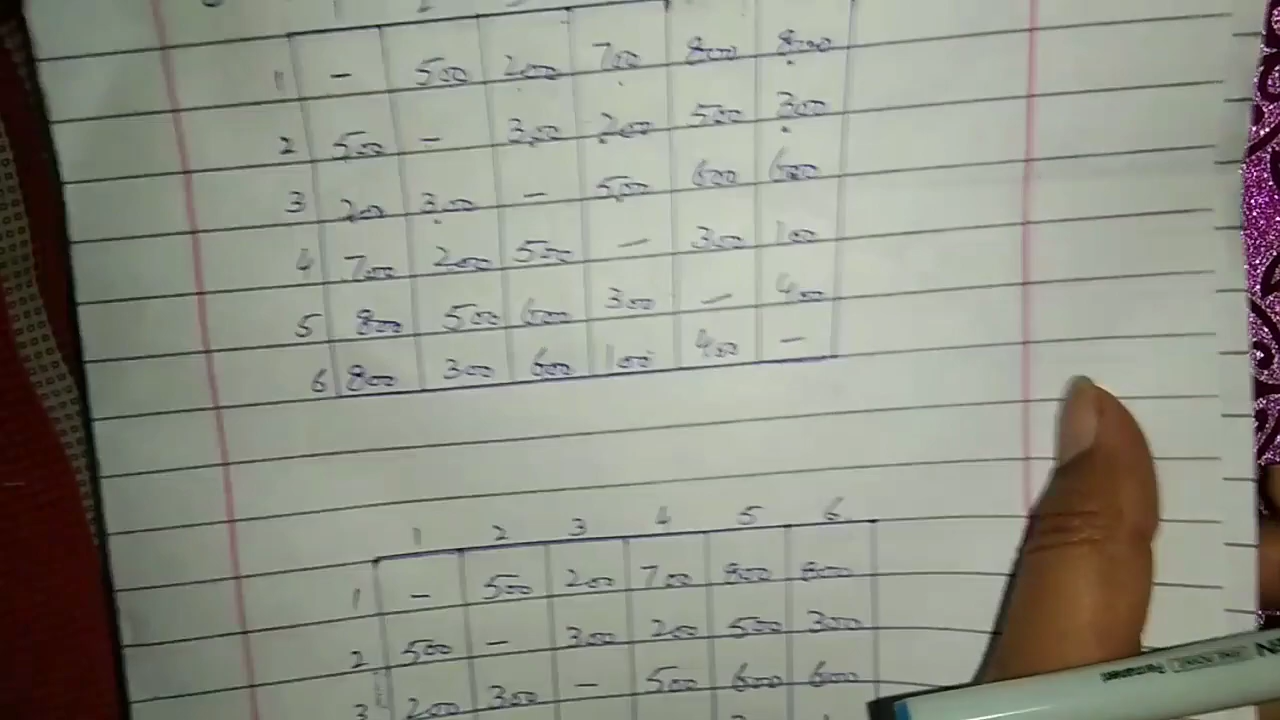 1 - 500 200 700 800 800
2 500 - 300 200 500 300
3 200 300 - 500 600 600
4 700 200 500 - 300 100
5 800 500 600 300 - 400
6 800 300 600 100 400 -
1 2 3 4 5 6
1 - 500 200 700 800 800
2 500 - 300 200 500 300
3 200 300 - 500 600 600